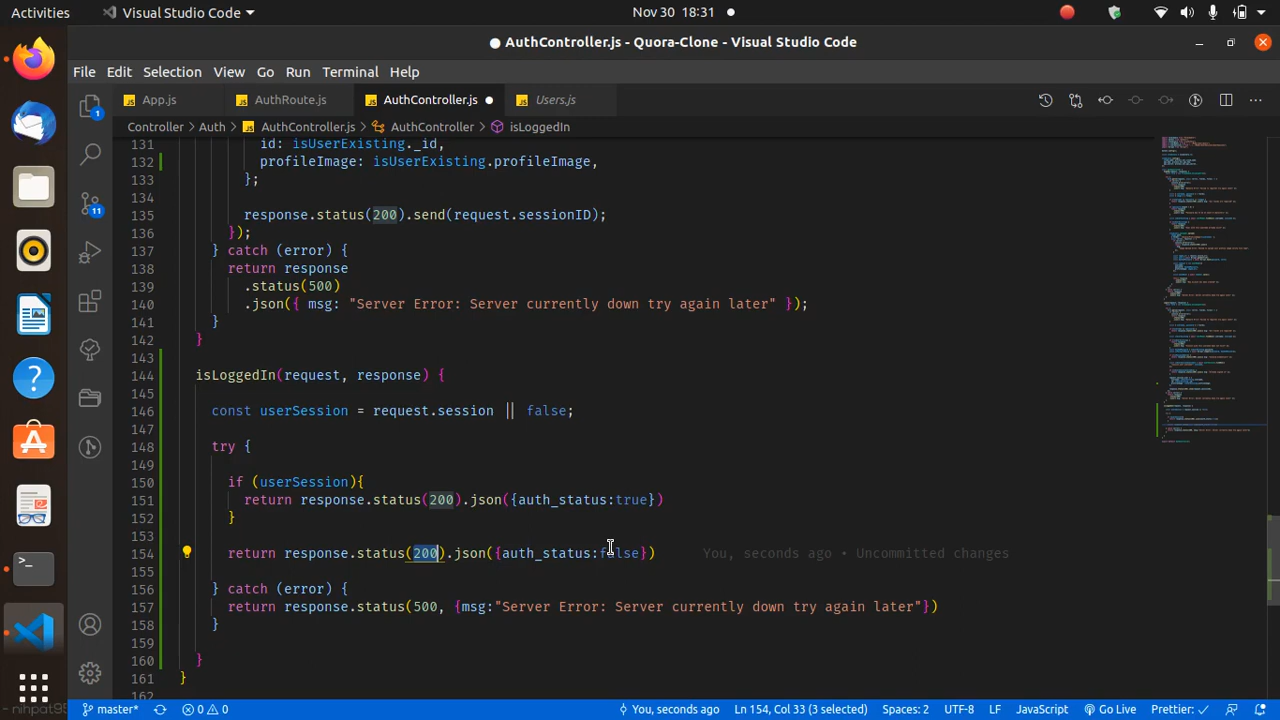 Activities
Visual Studio Code
Nov 30 18:31
● AuthController.js - Quora-Clone - Visual Studio Code
File Edit Selection View Go Run Terminal Help
JS App.js
JS AuthRoute.js
JS AuthController.js ●
JS Users.js
Controller > Auth > JS AuthController.js > AuthController > isLoggedIn
131 id: isUserExisting._id,
132 profileImage: isUserExisting.profileImage,
133 };
134
135 response.status(200).send(request.sessionID);
136 });
137 } catch (error) {
138 return response
139 .status(500)
140 .json({ msg: "Server Error: Server currently down try again later" });
141 }
142 }
143
144 isLoggedIn(request, response) {
145
146 const userSession = request.session || false;
147
148 try {
149
150 if (userSession){
151 return response.status(200).json({auth_status:true})
152 }
153
154 return response.status(200).json({auth_status:false}) You, seconds ago • Uncommitted changes
155
156 } catch (error) {
157 return response.status(500, {msg:"Server Error: Server currently down try again later"})
158 }
159
160 }
161 }
162
1
11
master*
0 0
You, seconds ago
Ln 154, Col 33 (3 selected)
Spaces: 2
UTF-8
LF
JavaScript
Go Live
Prettier: ✓